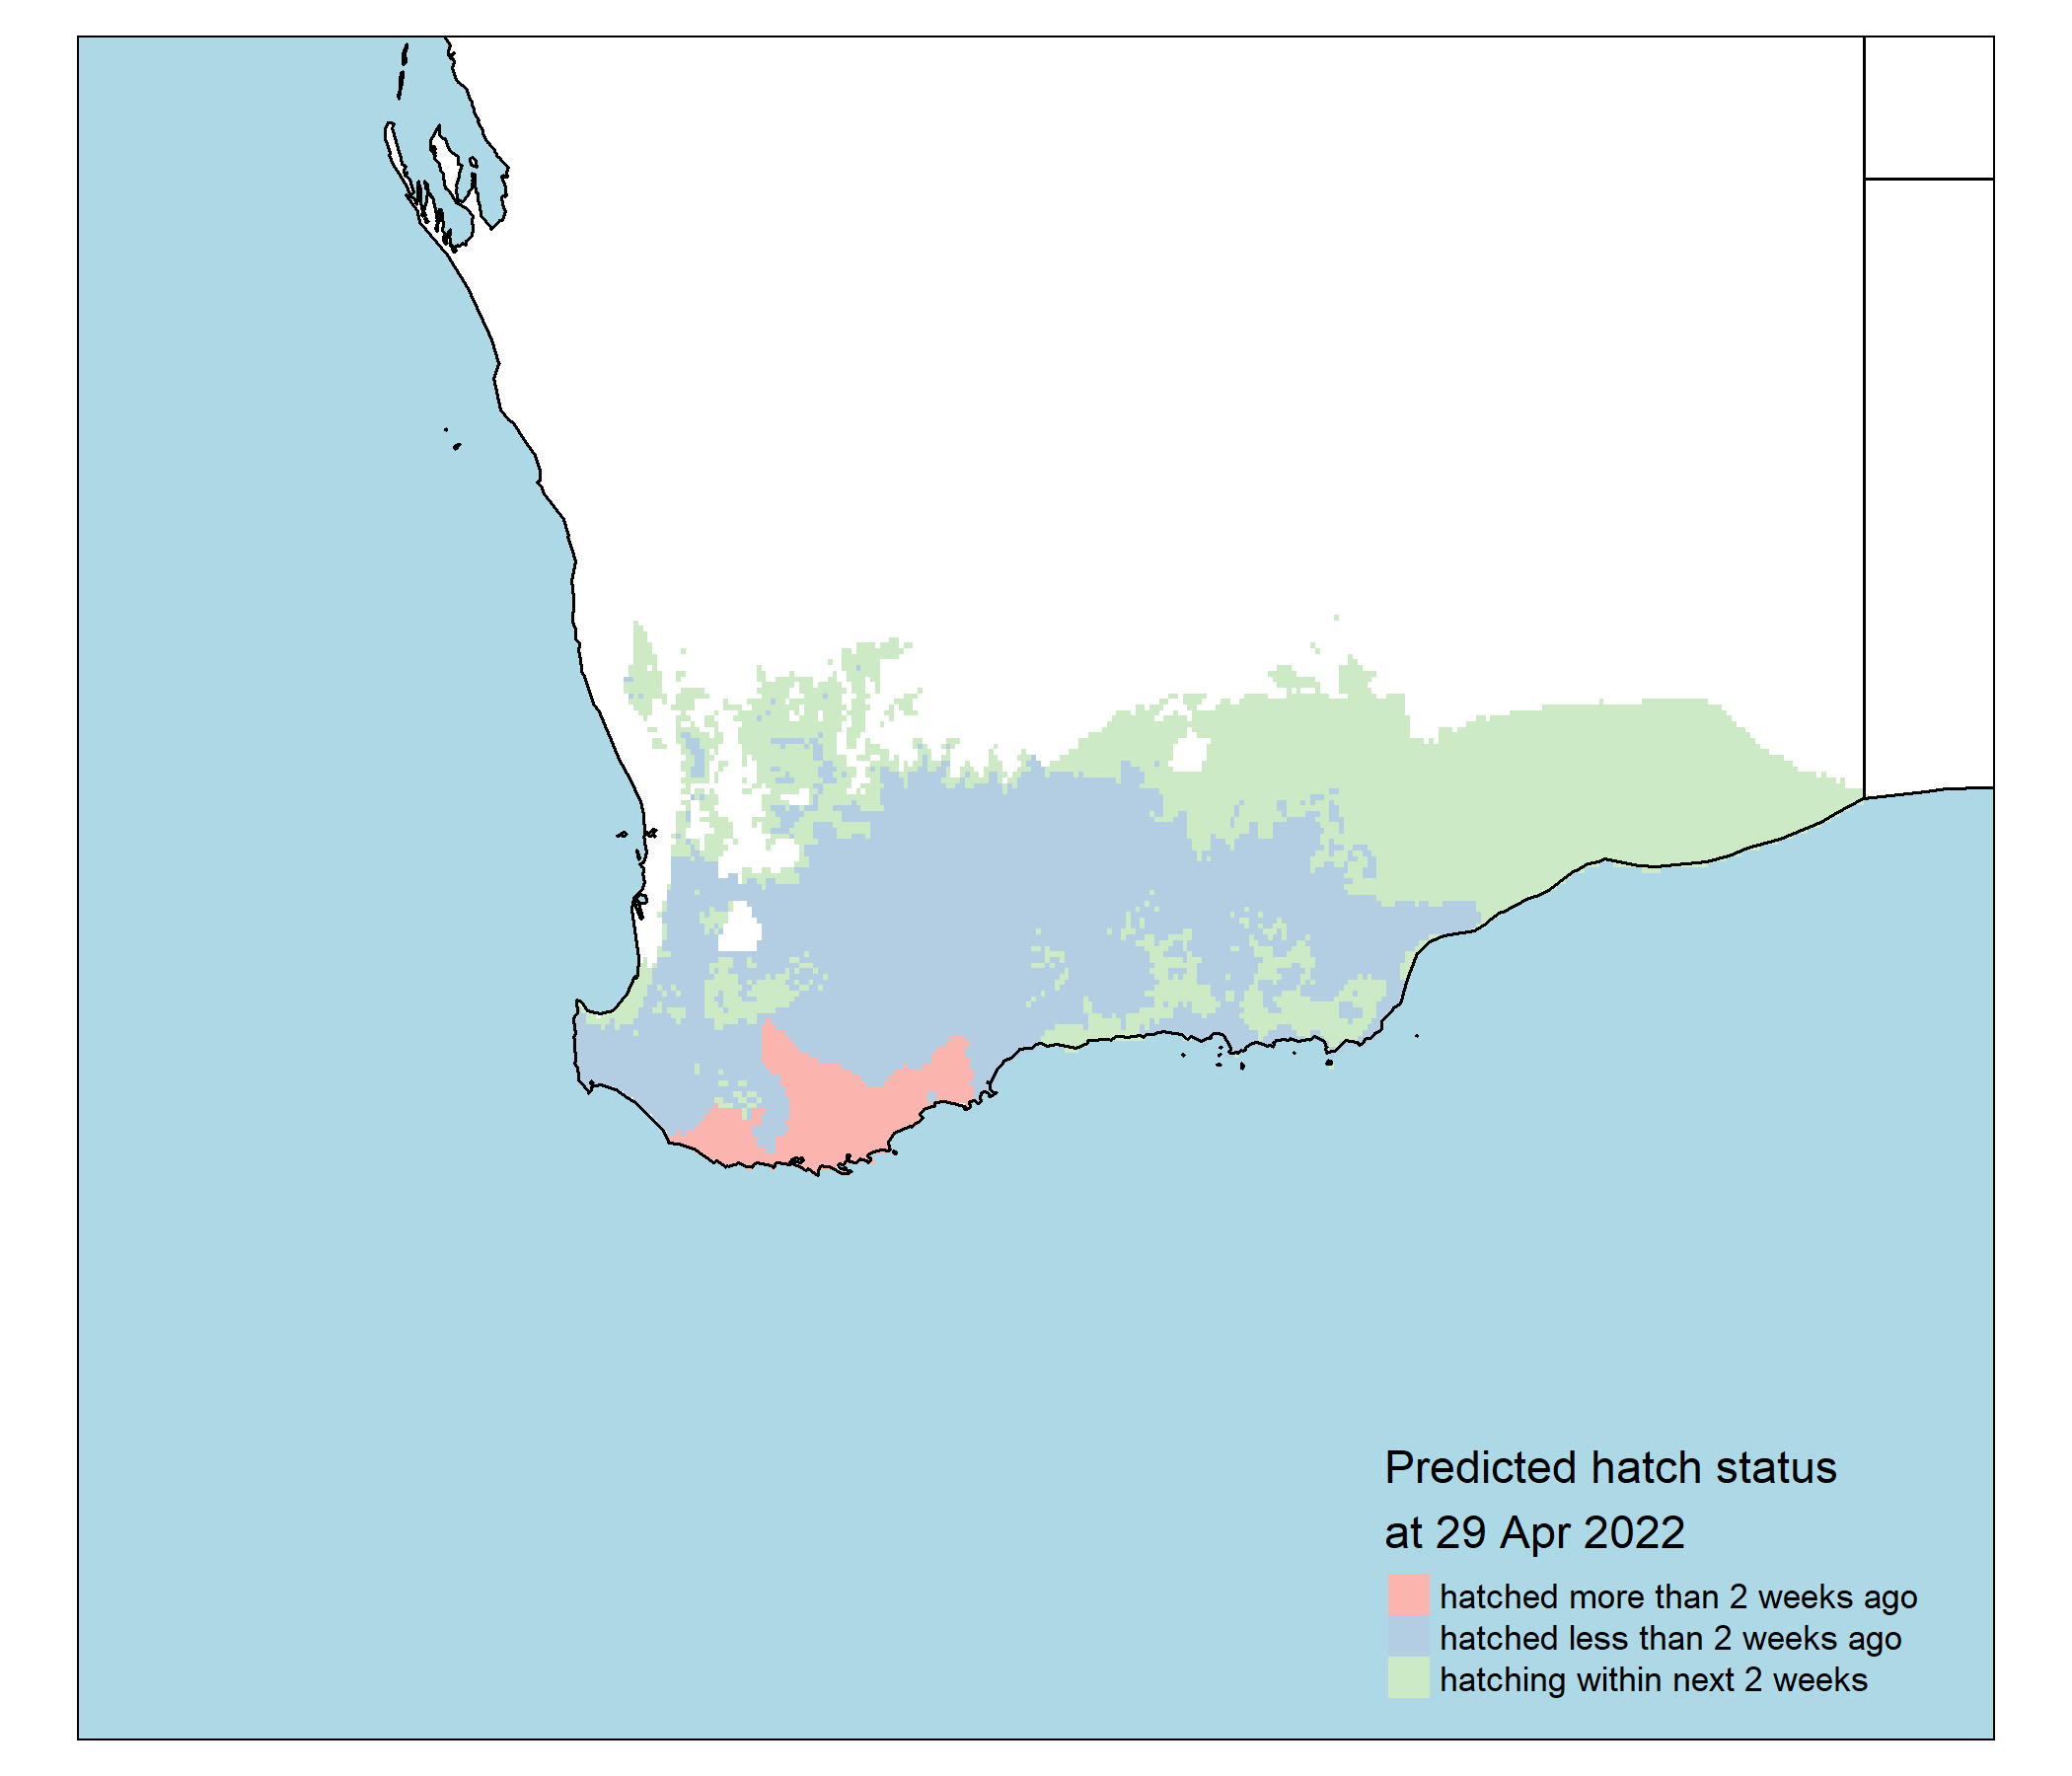 Predicted hatch status
at 29 Apr 2022
hatched more than 2 weeks ago
hatched less than 2 weeks ago
hatching within next 2 weeks